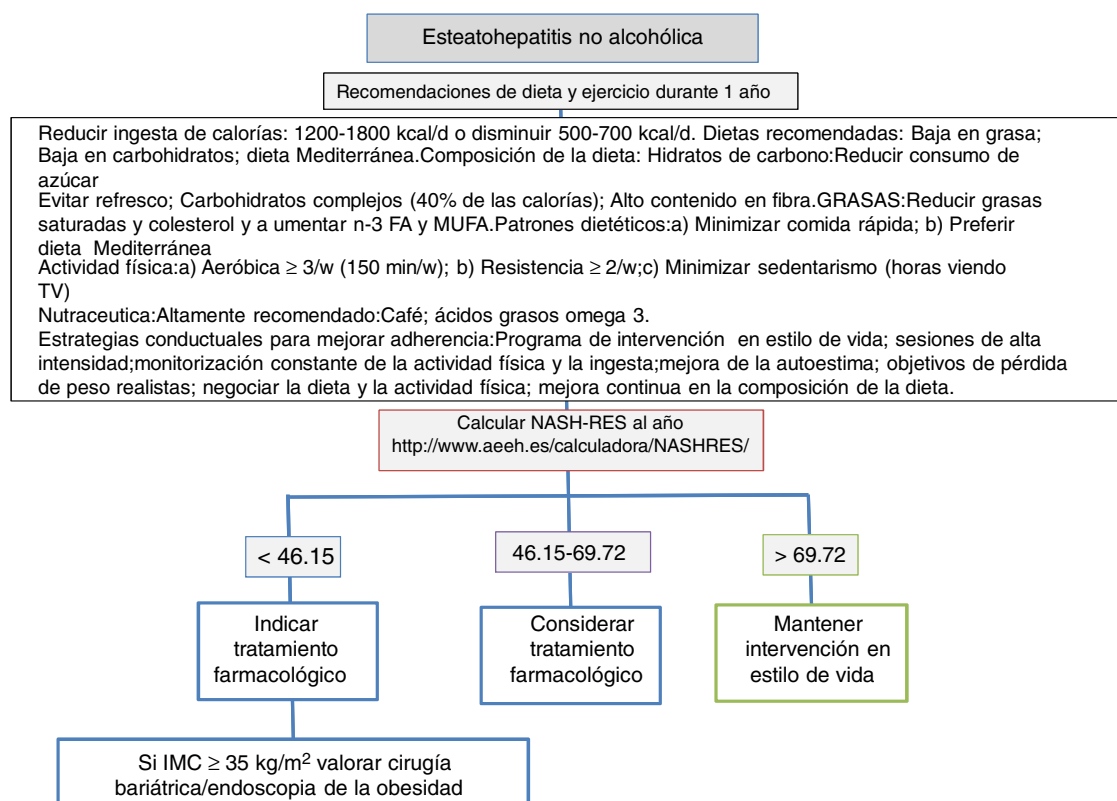 Esteatohepatitis no alcohólica
Recomendaciones de dieta y ejercicio durante 1 año
Reducir ingesta de calorías: 1200-1800 kcal/d o disminuir 500-700 kcal/d. Dietas recomendadas: Baja en grasa;
Baja en carbohidratos; dieta Mediterránea.Composición de la dieta: Hidratos de carbono:Reducir consumo de
azúcar
Evitar refresco; Carbohidratos complejos (40% de las calorías); Alto contenido en fibra.GRASAS:Reducir grasas
saturadas y colesterol y a umentar n-3 FA y MUFA.Patrones dietéticos:a) Minimizar comida rápida; b) Preferir
dieta Mediterránea
Actividad física:a) Aeróbica ≥ 3/w (150 min/w); b) Resistencia ≥ 2/w;c) Minimizar sedentarismo (horas viendo
TV)
Nutraceutica:Altamente recomendado:Café; ácidos grasos omega 3.
Estrategias conductuales para mejorar adherencia:Programa de intervención en estilo de vida; sesiones de alta
intensidad;monitorización constante de la actividad física y la ingesta;mejora de la autoestima; objetivos de pérdida
de peso realistas; negociar la dieta y la actividad física; mejora continua en la composición de la dieta.
Calcular NASH-RES al año
http://www.aeeh.es/calculadora/NASHRES/
< 46.15
46.15-69.72
> 69.72
Indicar
tratamiento
farmacológico
Considerar
tratamiento
farmacológico
Mantener
intervención en
estilo de vida
Si IMC ≥ 35 kg/m² valorar cirugía
bariátrica/endoscopia de la obesidad